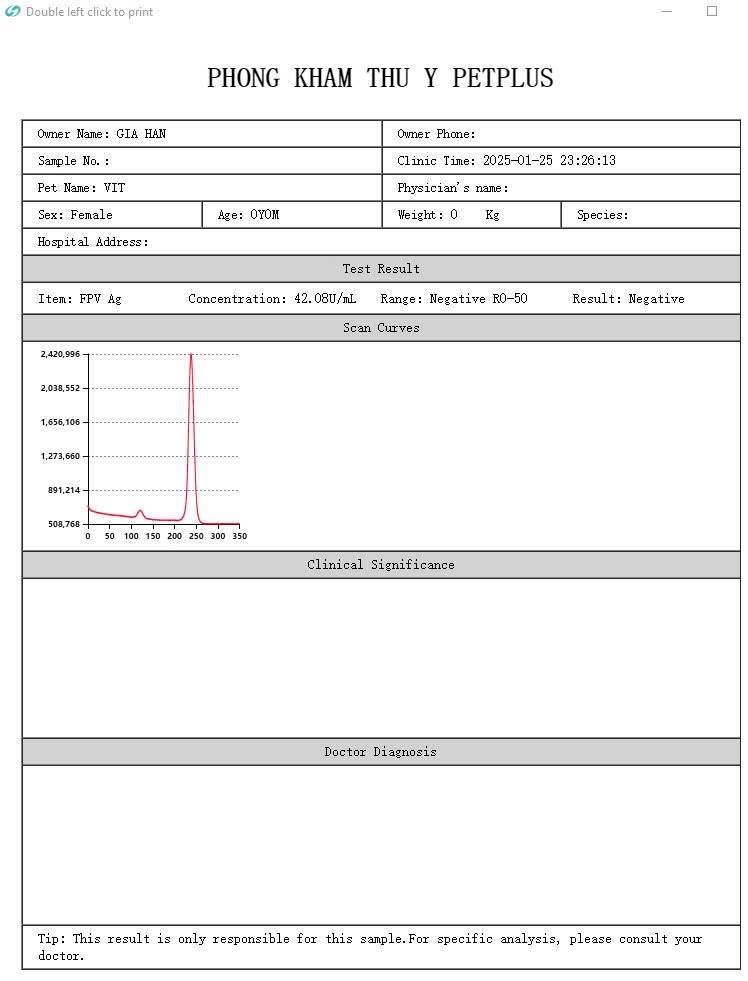 Double left click to print
PHONG KHAM THU Y PETPLUS
Owner Name: GIA HAN Owner Phone:
Sample No.: Clinic Time: 2025-01-25 23:26:13
Pet Name: VIT Physician's name:
Sex: Female Age: 0Y0M Weight: 0 Kg Species:
Hospital Address:
Test Result
Item: FPV Ag Concentration: 42.08U/mL Range: Negative R0-50 Result: Negative
Scan Curves
2,420,996
2,038,552
1,656,106
1,273,660
891,214
508,768
0 50 100 150 200 250 300 350
Clinical Significance
Doctor Diagnosis
Tip: This result is only responsible for this sample.For specific analysis, please consult your
doctor.